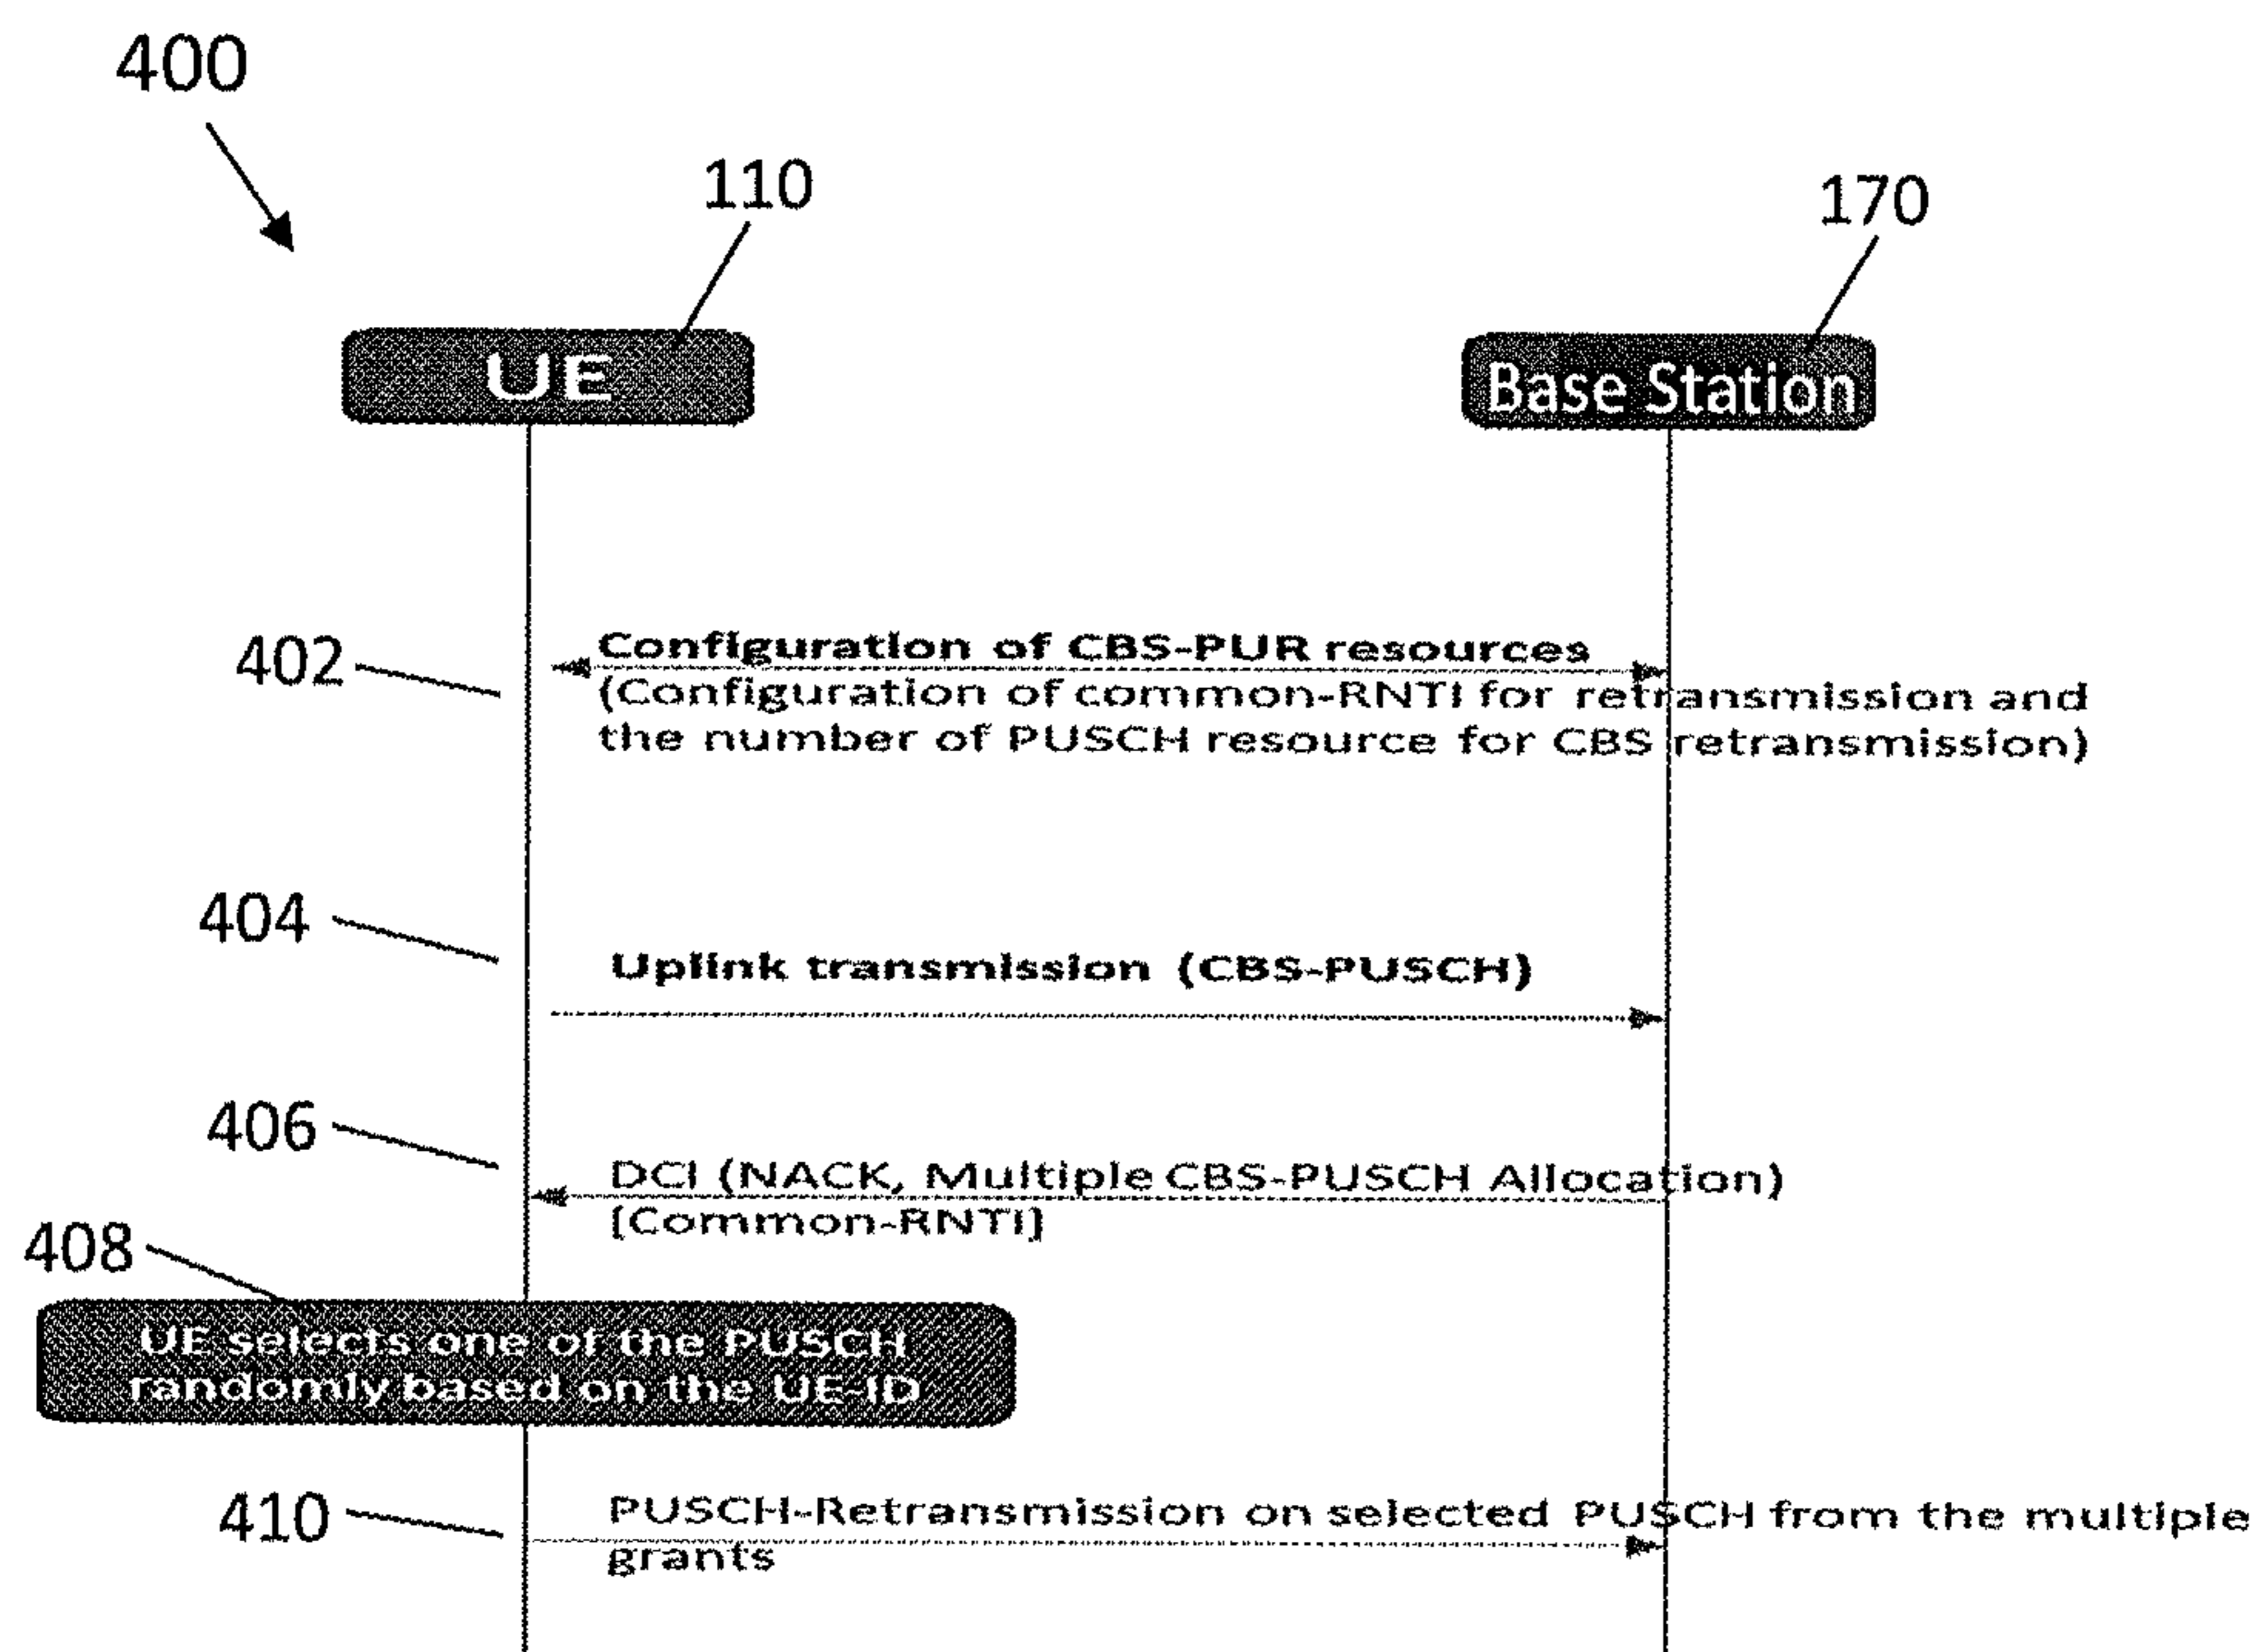 400
110
170
UE
Base Station
402
Configuration of CBS-PUR resources
(Configuration of common-RNTI for retransmission and
the number of PUSCH resource for CBS retransmission)
404
Uplink transmission (CBS-PUSCH)
406
DCI (NACK, Multiple CBS-PUSCH Allocation)
[Common-RNTI]
408
UE selects one of the PUSCH
randomly based on the UE-ID
410
PUSCH-Retransmission on selected PUSCH from the multiple
grants